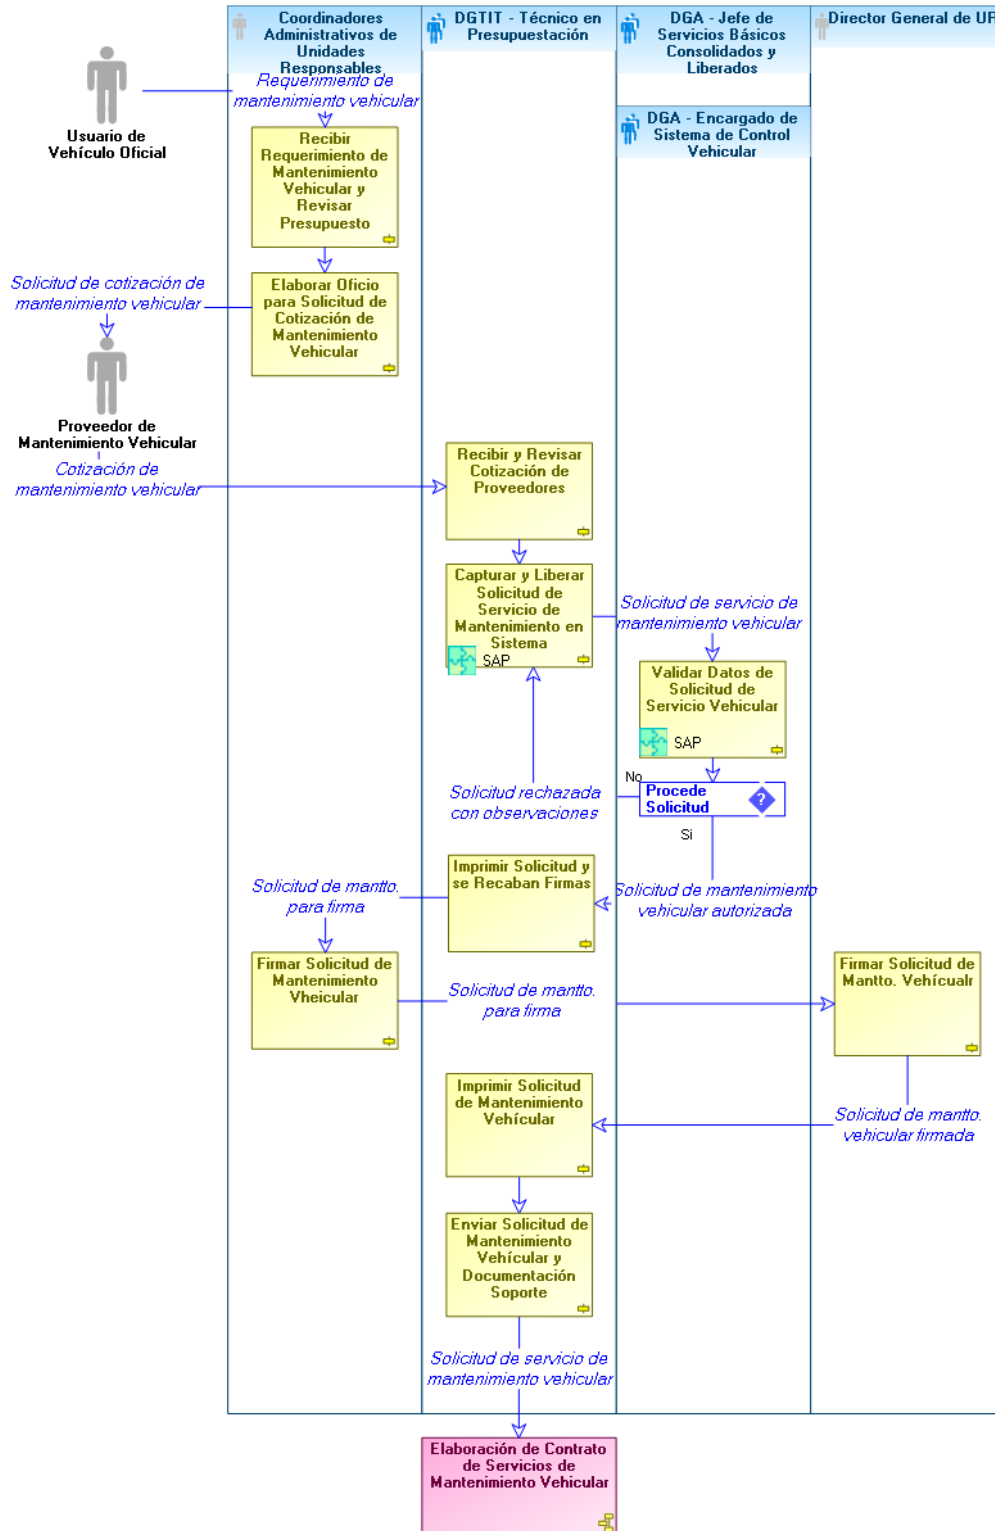 Coordinadores
Administrativos de
Unidades
Responsables
DGTIT - Técnico en
Presupuestación
DGA - Jefe de
Servicios Básicos
Consolidados y
Liberados
Director General de UR
DGA - Encargado de
Sistema de Control
Vehicular
Usuario de
Vehículo Oficial
Requerimiento de
mantenimiento vehicular
Recibir
Requerimiento de
Mantenimiento
Vehicular y
Revisar
Presupuesto
Solicitud de cotización de
mantenimiento vehicular
Elaborar Oficio
para Solicitud de
Cotización de
Mantenimiento
Vehicular
Proveedor de
Mantenimiento Vehicular
Cotización de
mantenimiento vehicular
Recibir y Revisar
Cotización de
Proveedores
Capturar y Liberar
Solicitud de
Servicio de
Mantenimiento en
Sistema
SAP
Solicitud de servicio de
mantenimiento vehicular
Validar Datos de
Solicitud de
Servicio Vehicular
SAP
No
Procede
Solicitud
Si
Solicitud rechazada
con observaciones
Imprimir Solicitud y
se Recaban Firmas
Solicitud de mantenimiento
vehicular autorizada
Solicitud de mantto.
para firma
Firmar Solicitud de
Mantenimiento
Vheicular
Solicitud de mantto.
para firma
Firmar Solicitud de
Mantto. Vehícualr
Imprimir Solicitud
de Mantenimiento
Vehícular
Solicitud de mantto.
vehicular firmada
Enviar Solicitud de
Mantenimiento
Vehícular y
Documentación
Soporte
Solicitud de servicio de
mantenimiento vehicular
Elaboración de Contrato
de Servicios de
Mantenimiento Vehicular